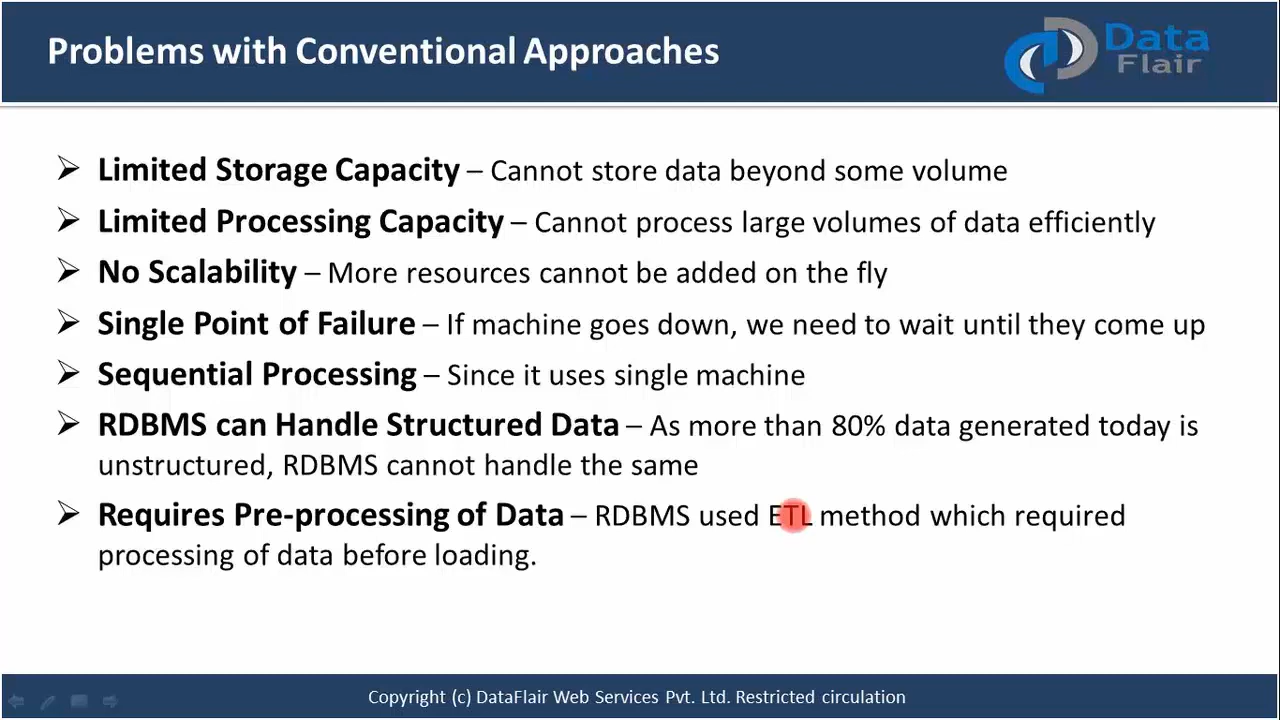 Problems with Conventional Approaches
Data
Flair
➢ Limited Storage Capacity – Cannot store data beyond some volume
➢ Limited Processing Capacity – Cannot process large volumes of data efficiently
➢ No Scalability – More resources cannot be added on the fly
➢ Single Point of Failure – If machine goes down, we need to wait until they come up
➢ Sequential Processing – Since it uses single machine
➢ RDBMS can Handle Structured Data – As more than 80% data generated today is
unstructured, RDBMS cannot handle the same
➢ Requires Pre-processing of Data – RDBMS used ETL method which required
processing of data before loading.
Copyright (c) DataFlair Web Services Pvt. Ltd. Restricted circulation